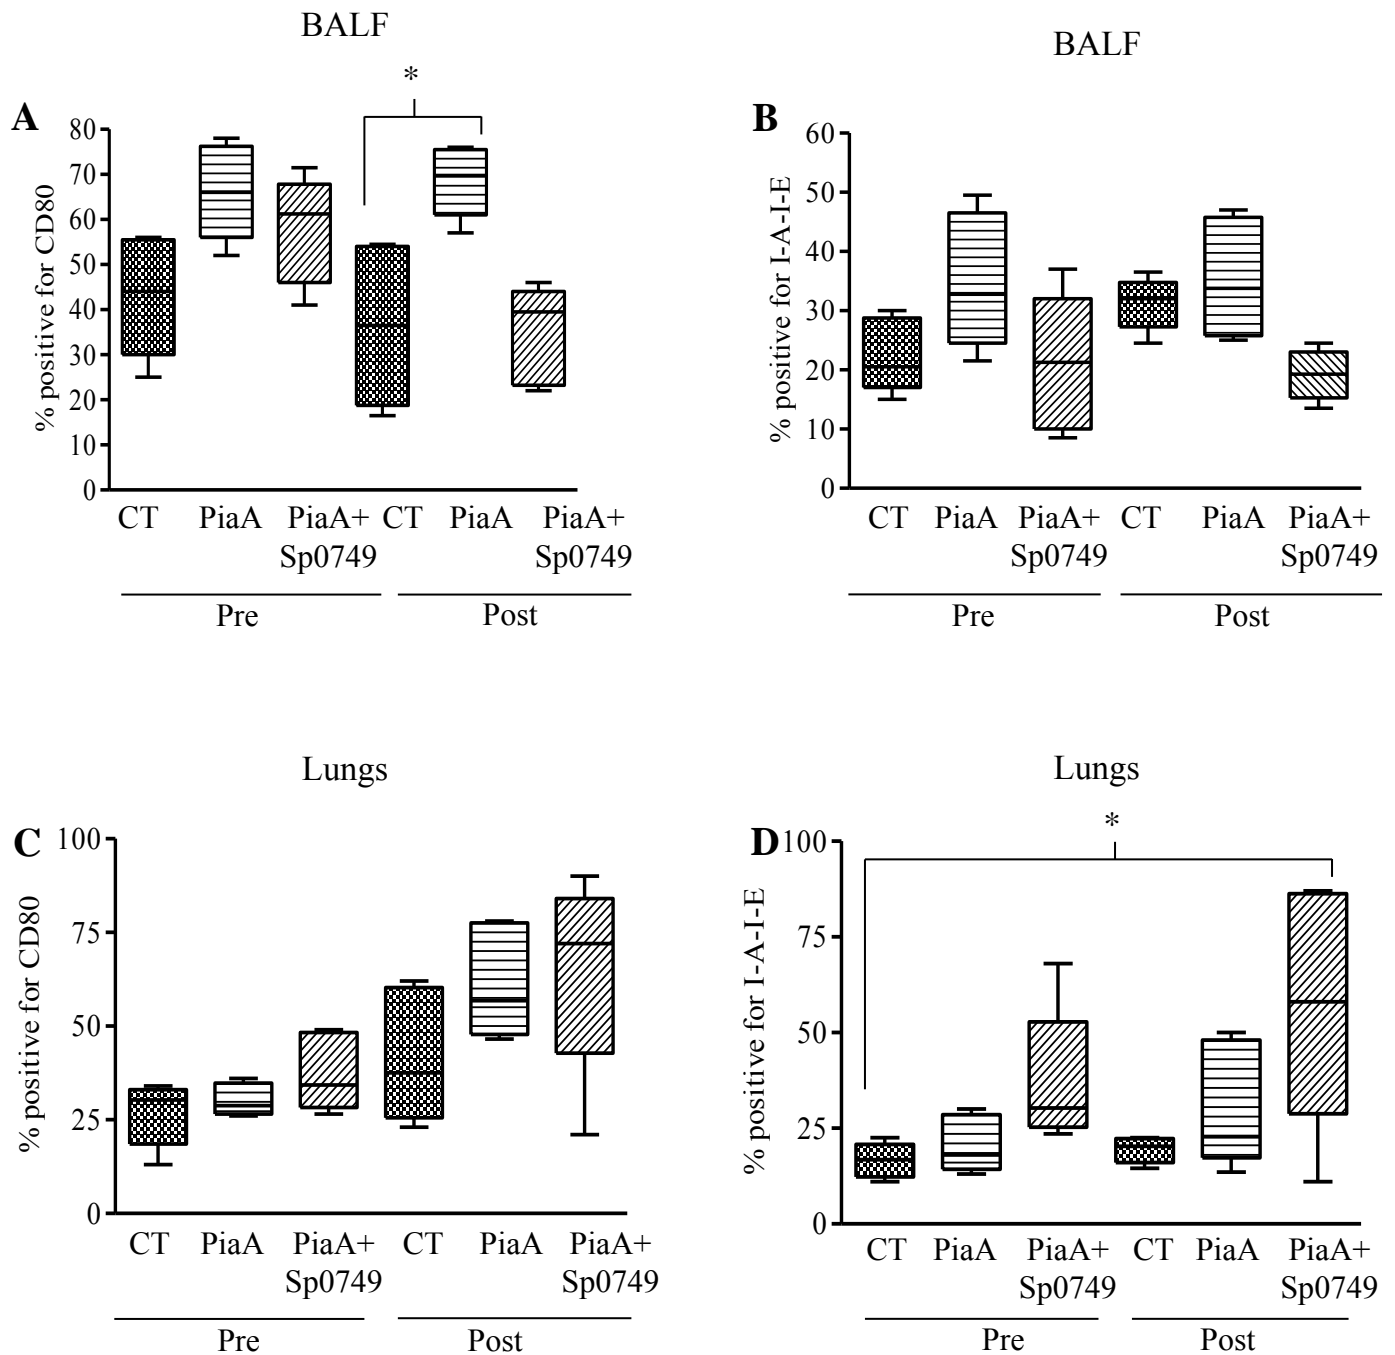 BALF
*
A
% positive for CD80
80
70
60
50
40
30
20
10
0
CT PiaA PiaA+ CT PiaA PiaA+
Sp0749 Sp0749
Pre Post
BALF
B
% positive for I-A-I-E
60
50
40
30
20
10
0
CT PiaA PiaA+ CT PiaA PiaA+
Sp0749 Sp0749
Pre Post
Lungs
C
% positive for CD80
100
75
50
25
0
CT PiaA PiaA+ CT PiaA PiaA+
Sp0749 Sp0749
Pre Post
Lungs
*
D
% positive for I-A-I-E
100
75
50
25
0
CT PiaA PiaA+ CT PiaA PiaA+
Sp0749 Sp0749
Pre Post